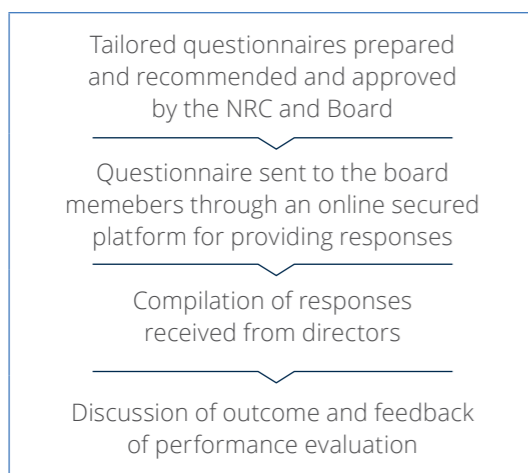 Tailored questionnaires prepared
and recommended and approved
by the NRC and Board
Questionnaire sent to the board
memebers through an online secured
platform for providing responses
Compilation of responses
received from directors
Discussion of outcome and feedback
of performance evaluation